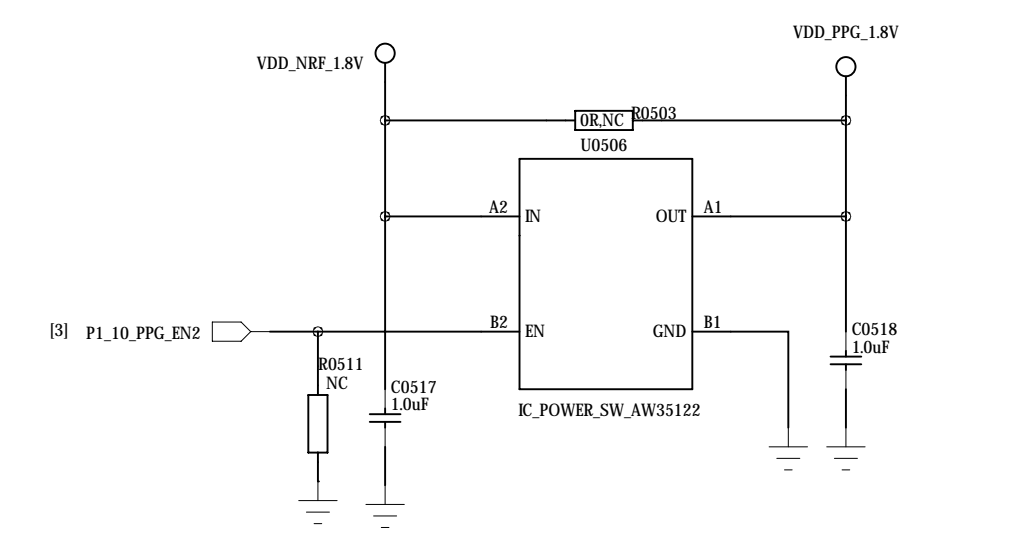 VDD_PPG_1.8V
VDD_NRF_1.8V
0R,NC
R0503
U0506
A2
IN
OUT
A1
[3]
P1_10_PPG_EN2
B2
EN
GND
B1
C0518
1.0uF
R0511
NC
C0517
1.0uF
IC_POWER_SW_AW35122